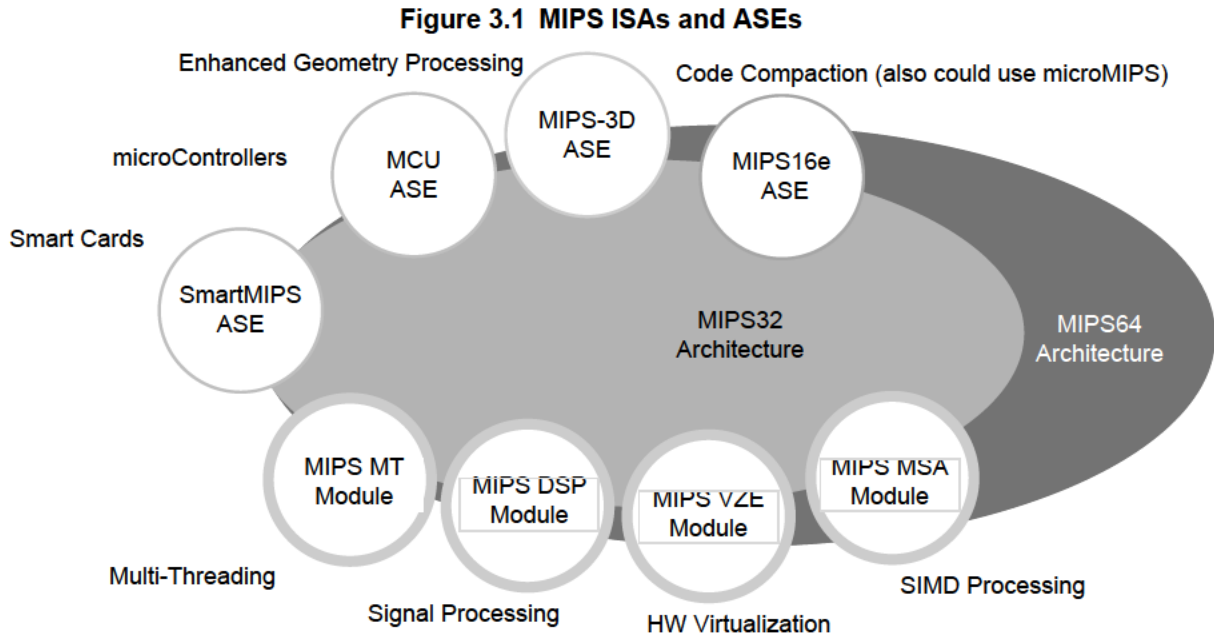 Figure 3.1 MIPS ISAs and ASEs
Enhanced Geometry Processing
Code Compaction (also could use microMIPS)
MIPS-3D
ASE
MCU
ASE
MIPS16e
ASE
microControllers
Smart Cards
SmartMIPS
ASE
MIPS32
Architecture
MIPS64
Architecture
MIPS MT
Module
MIPS DSP
Module
MIPS VZE
Module
MIPS MSA
Module
Multi-Threading
Signal Processing
HW Virtualization
SIMD Processing